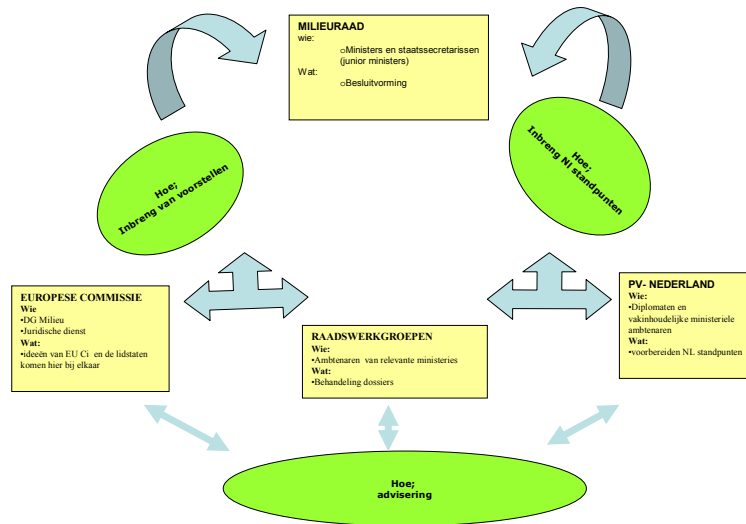 MILIEURAAD
wie:
oMinisters en staatssecretarissen
(junior ministers)
Wat:
oBesluitvorming
Hoe;
Inbreng van voorstellen
Hoe;
Inbreng Nl standpunten
EUROPESE COMMISSIE
Wie
•DG Milieu
•Juridische dienst
Wat:
•ideeën van EU Ci en de lidstaten
komen hier bij elkaar
RAADSWERKGROEPEN
Wie:
•Ambtenaren van relevante ministeries
Wat:
•Behandeling dossiers
PV- NEDERLAND
Wie:
•Diplomaten en
vakinhoudelijke ministeriele
ambtenaren
Wat:
•voorbereiden NL standpunten
Hoe;
advisering